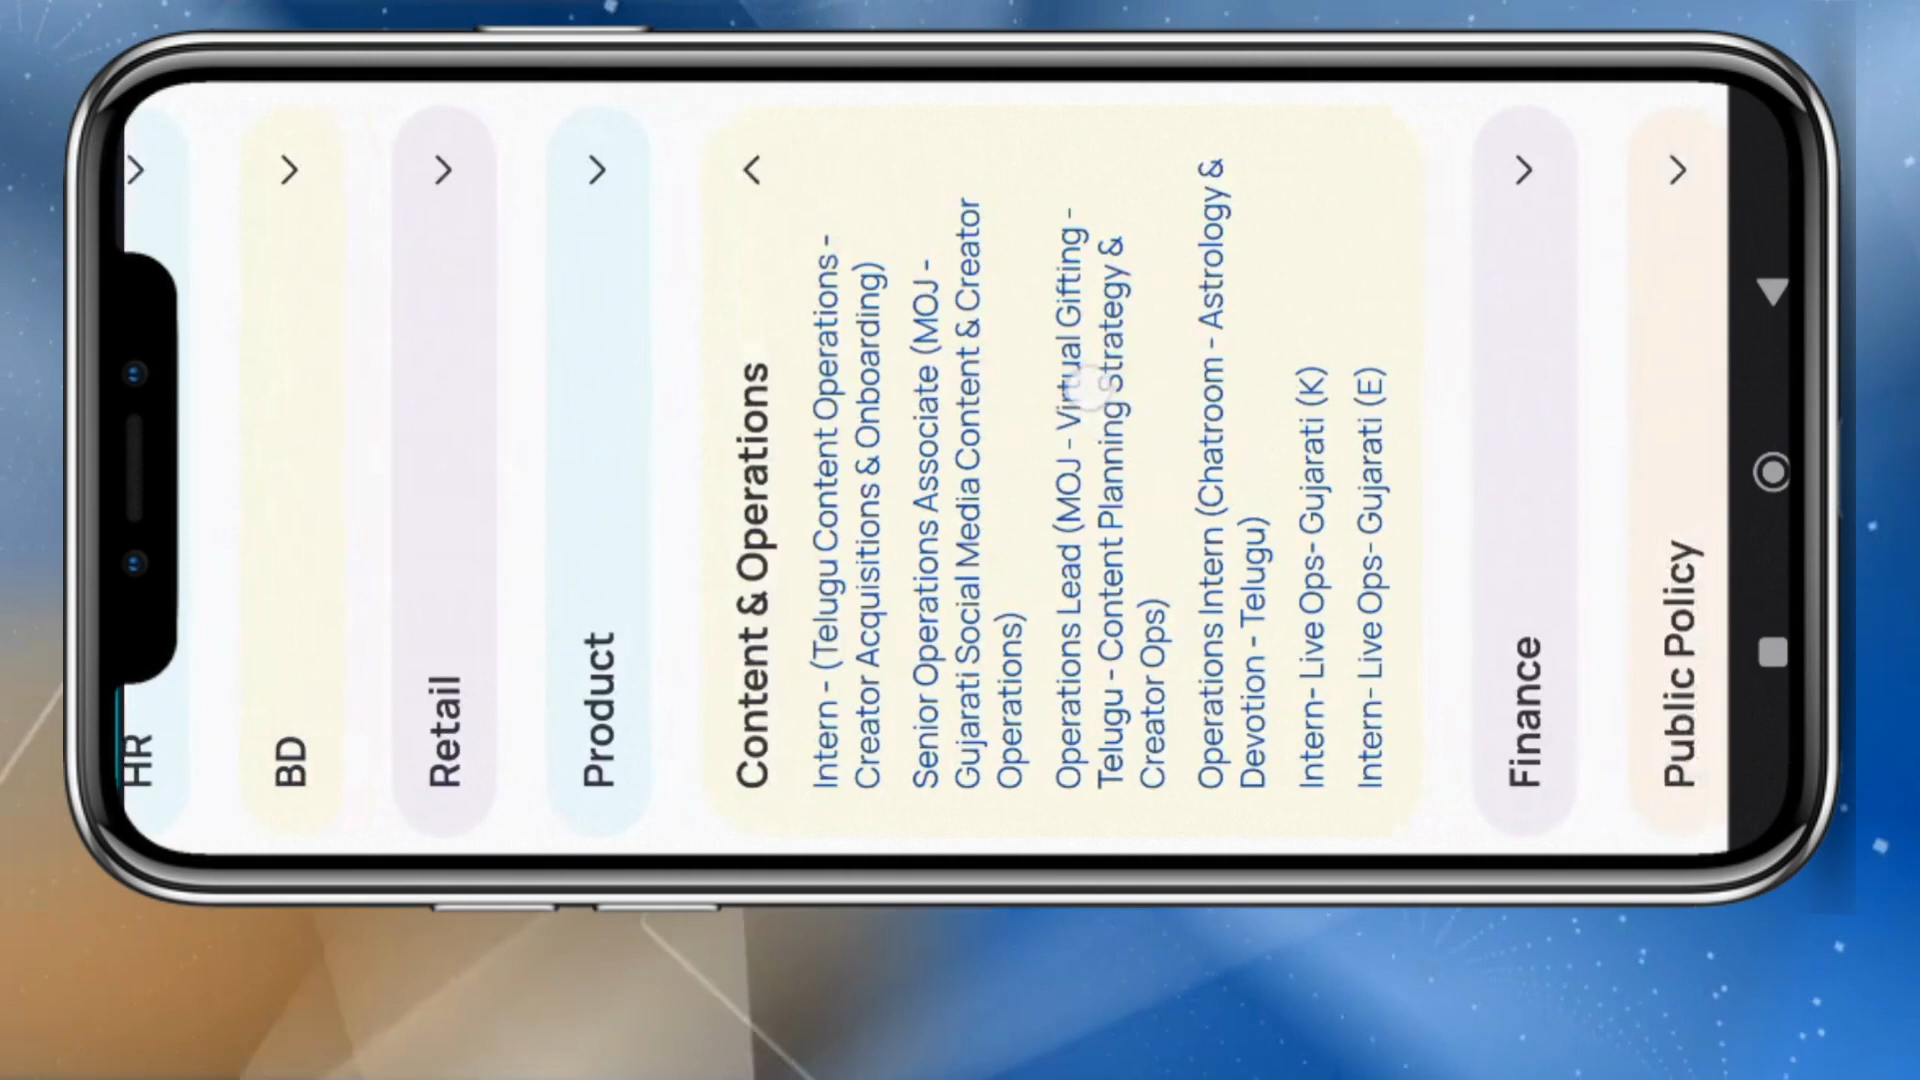 HR
BD
Retail
Product
Content & Operations
Intern - (Telugu Content Operations -
Creator Acquisitions & Onboarding)
Senior Operations Associate (MOJ -
Gujarati Social Media Content & Creator
Operations)
Operations Lead (MOJ - Virtual Gifting -
Telugu - Content Planning Strategy &
Creator Ops)
Operations Intern (Chatroom - Astrology &
Devotion - Telugu)
Intern- Live Ops- Gujarati (K)
Intern- Live Ops- Gujarati (E)
Finance
Public Policy